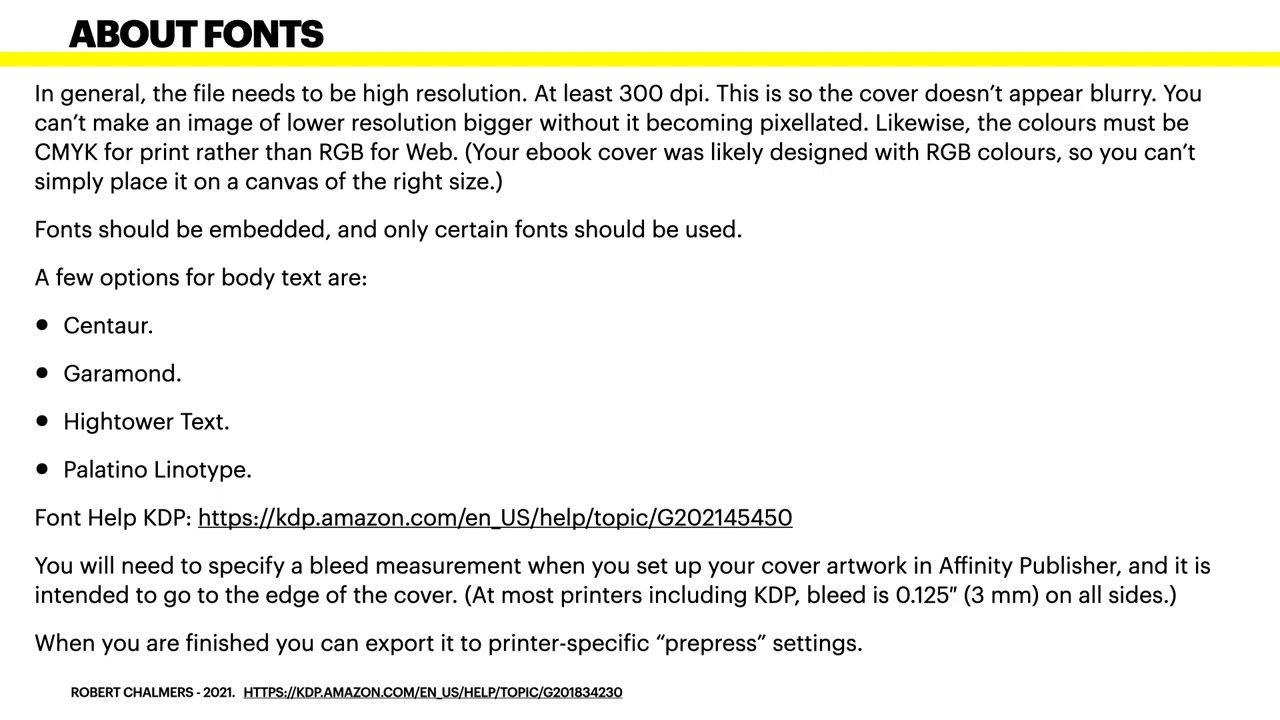 ABOUT FONTS
In general, the file needs to be high resolution. At least 300 dpi. This is so the cover doesn’t appear blurry. You
can’t make an image of lower resolution bigger without it becoming pixellated. Likewise, the colours must be
CMYK for print rather than RGB for Web. (Your ebook cover was likely designed with RGB colours, so you can’t
simply place it on a canvas of the right size.)
Fonts should be embedded, and only certain fonts should be used.
A few options for body text are:
• Centaur.
• Garamond.
• Hightower Text.
• Palatino Linotype.
Font Help KDP: https://kdp.amazon.com/en_US/help/topic/G202145450
You will need to specify a bleed measurement when you set up your cover artwork in Affinity Publisher, and it is
intended to go to the edge of the cover. (At most printers including KDP, bleed is 0.125″ (3 mm) on all sides.)
When you are finished you can export it to printer-specific “prepress” settings.
ROBERT CHALMERS - 2021. HTTPS://KDP.AMAZON.COM/EN_US/HELP/TOPIC/G201834230